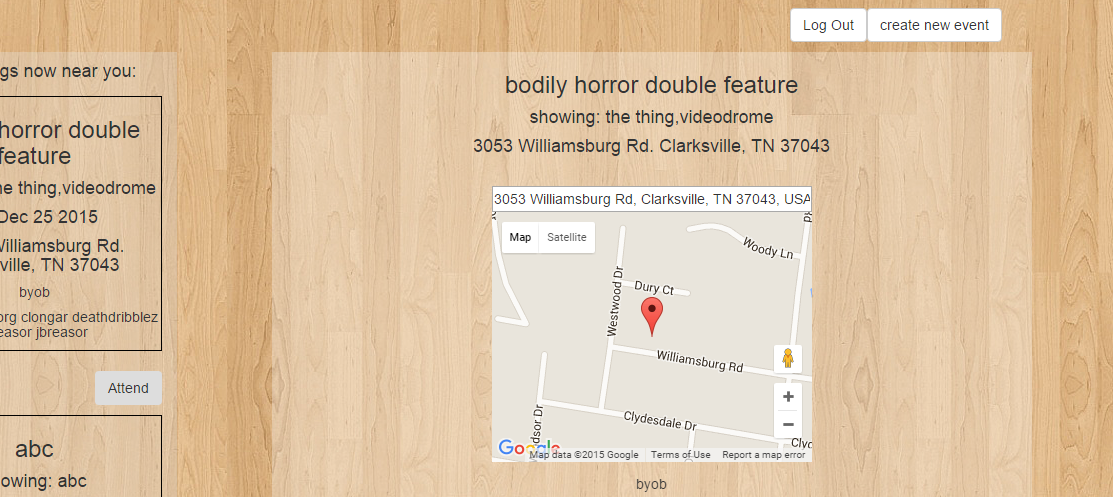 Log Out
create new event
gs now near you:
horror double
feature
he thing,videodrome
Dec 25 2015
Williamsburg Rd.
ville, TN 37043
byob
org clongar deathdribblez
easor jbreasor
Attend
abc
owing: abc
bodily horror double feature
showing: the thing,videodrome
3053 Williamsburg Rd. Clarksville, TN 37043
3053 Williamsburg Rd, Clarksville, TN 37043, USA
Map
Satellite
Woody Ln
Dury Ct
Westwood Dr
Williamsburg Rd
Clydesdale Dr
dsor Dr
Clyd
Google
Map data ©2015 Google
Terms of Use
Report a map error
byob